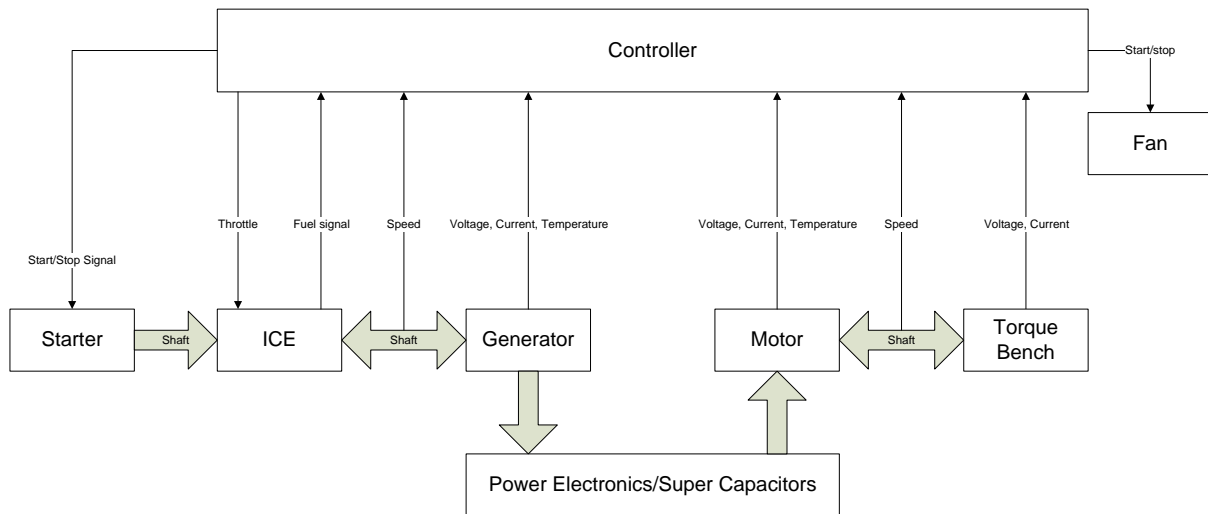 Controller
Start/stop
Fan
Throttle
Fuel signal
Speed
Voltage, Current, Temperature
Voltage, Current, Temperature
Speed
Voltage, Current
Start/Stop Signal
Starter
Shaft
ICE
Shaft
Generator
Motor
Shaft
Torque
Bench
Power Electronics/Super Capacitors